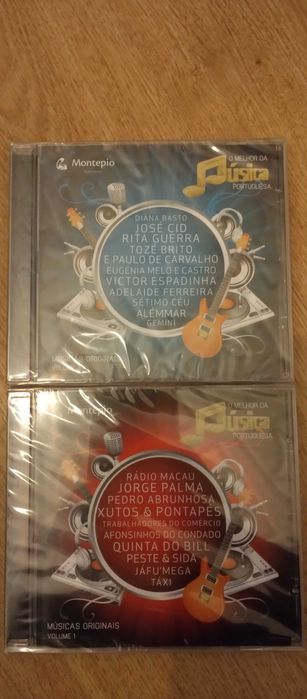 Montepio
O MELHOR DA
Música
PORTUGUESA
DIANA BASTO
JOSÉ CID
RITA GUERRA
TOZÉ BRITO
E PAULO DE CARVALHO
EUGÉNIA MELO E CASTRO
VICTOR ESPADINHA
ADELAIDE FERREIRA
SÉTIMO CÉU
ALÉMMAR
GEMINI
MÚSICAS ORIGINAIS
Montepio
O MELHOR DA
Música
PORTUGUESA
RÁDIO MACAU
JORGE PALMA
PEDRO ABRUNHOSA
XUTOS & PONTAPÉS
TRABALHADORES DO COMÉRCIO
AFONSINHOS DO CONDADO
QUINTA DO BILL
PESTE & SIDA
JÁFU'MEGA
TÁXI
MÚSICAS ORIGINAIS
VOLUME 1